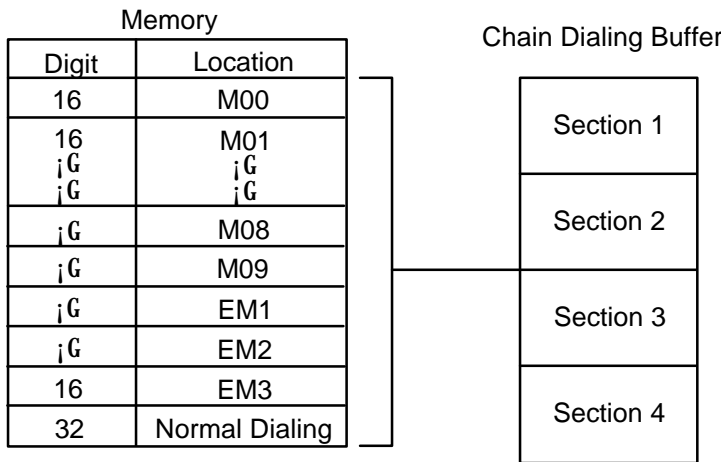 Memory
Chain Dialing Buffer
Digit Location
16 M00
16 M01
¡G ¡G
¡G ¡G
¡G M08
¡G M09
¡G EM1
¡G EM2
16 EM3
32 Normal Dialing
Section 1
Section 2
Section 3
Section 4